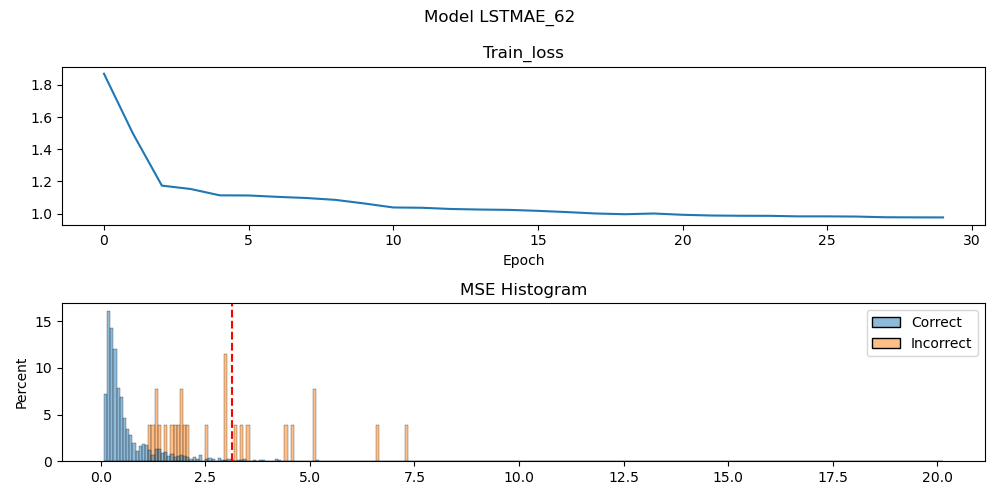 Model LSTMAE_62
Train_loss
1.8
1.6
1.4
1.2
1.0
0 5 10 15 20 25 30
Epoch
MSE Histogram
15
10
5
0
Percent
Correct
Incorrect
0.0 2.5 5.0 7.5 10.0 12.5 15.0 17.5 20.0